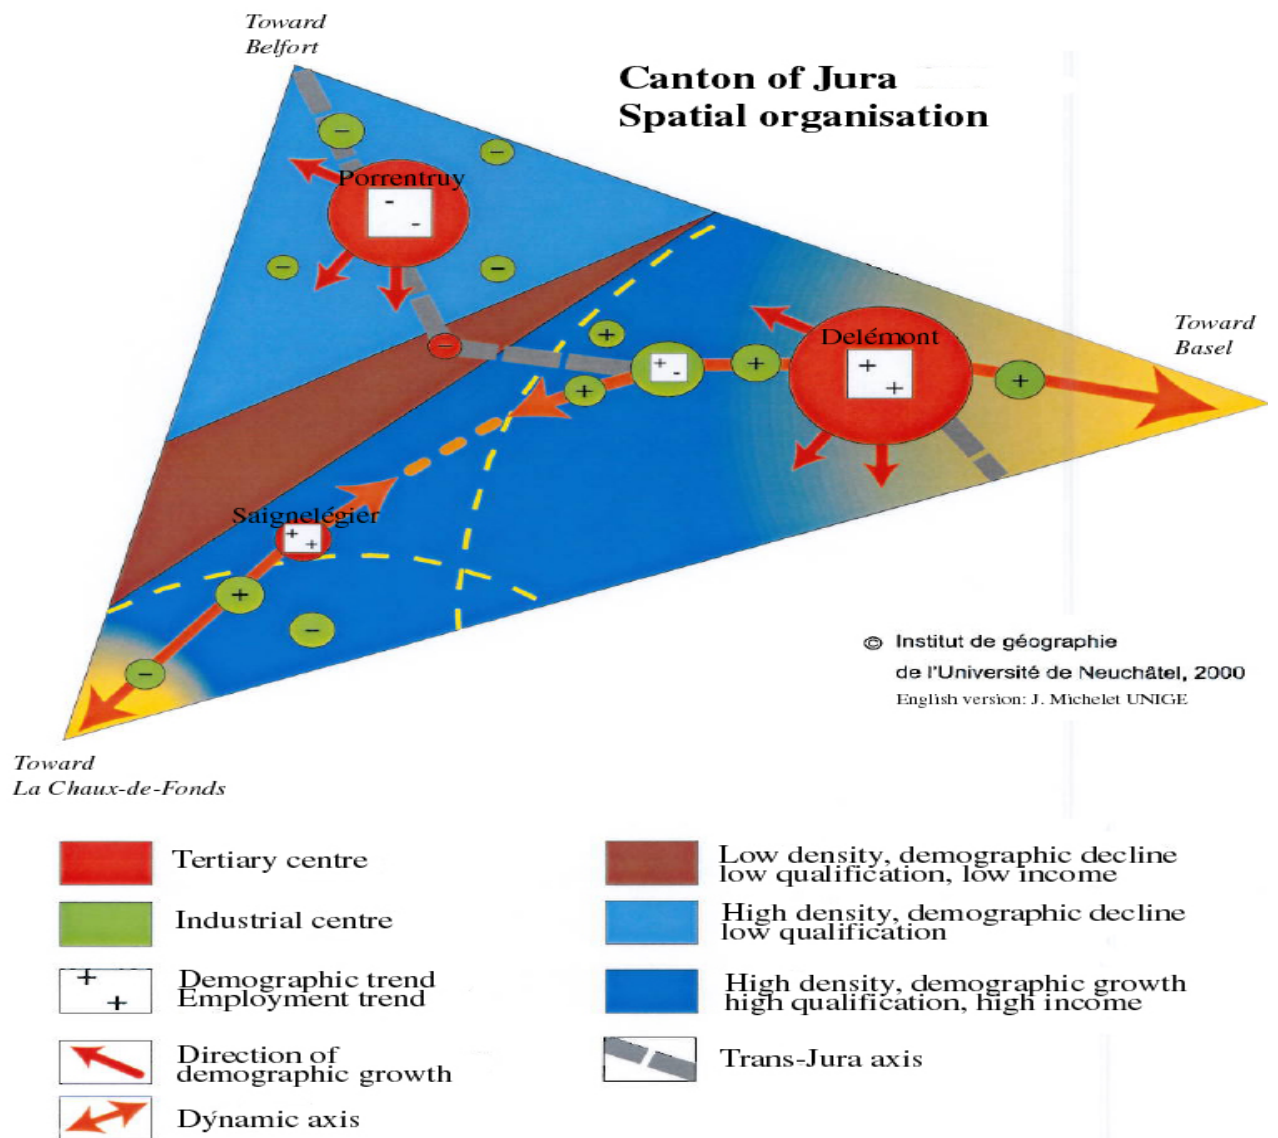 Toward
Belfort
Canton of Jura
Spatial organisation
Porrentruy
Toward
Basel
Delémont
Saignelégier
© Institut de géographie
de l'Université de Neuchâtel, 2000
English version: J. Michelet UNIGE
Toward
La Chaux-de-Fonds
Tertiary centre
Industrial centre
Demographic trend
Employment trend
Direction of
demographic growth
Dýnamic axis
Low density, demographic decline
low qualification, low income
High density, demographic decline
low qualification
High density, demographic growth
high qualification, high income
Trans-Jura axis